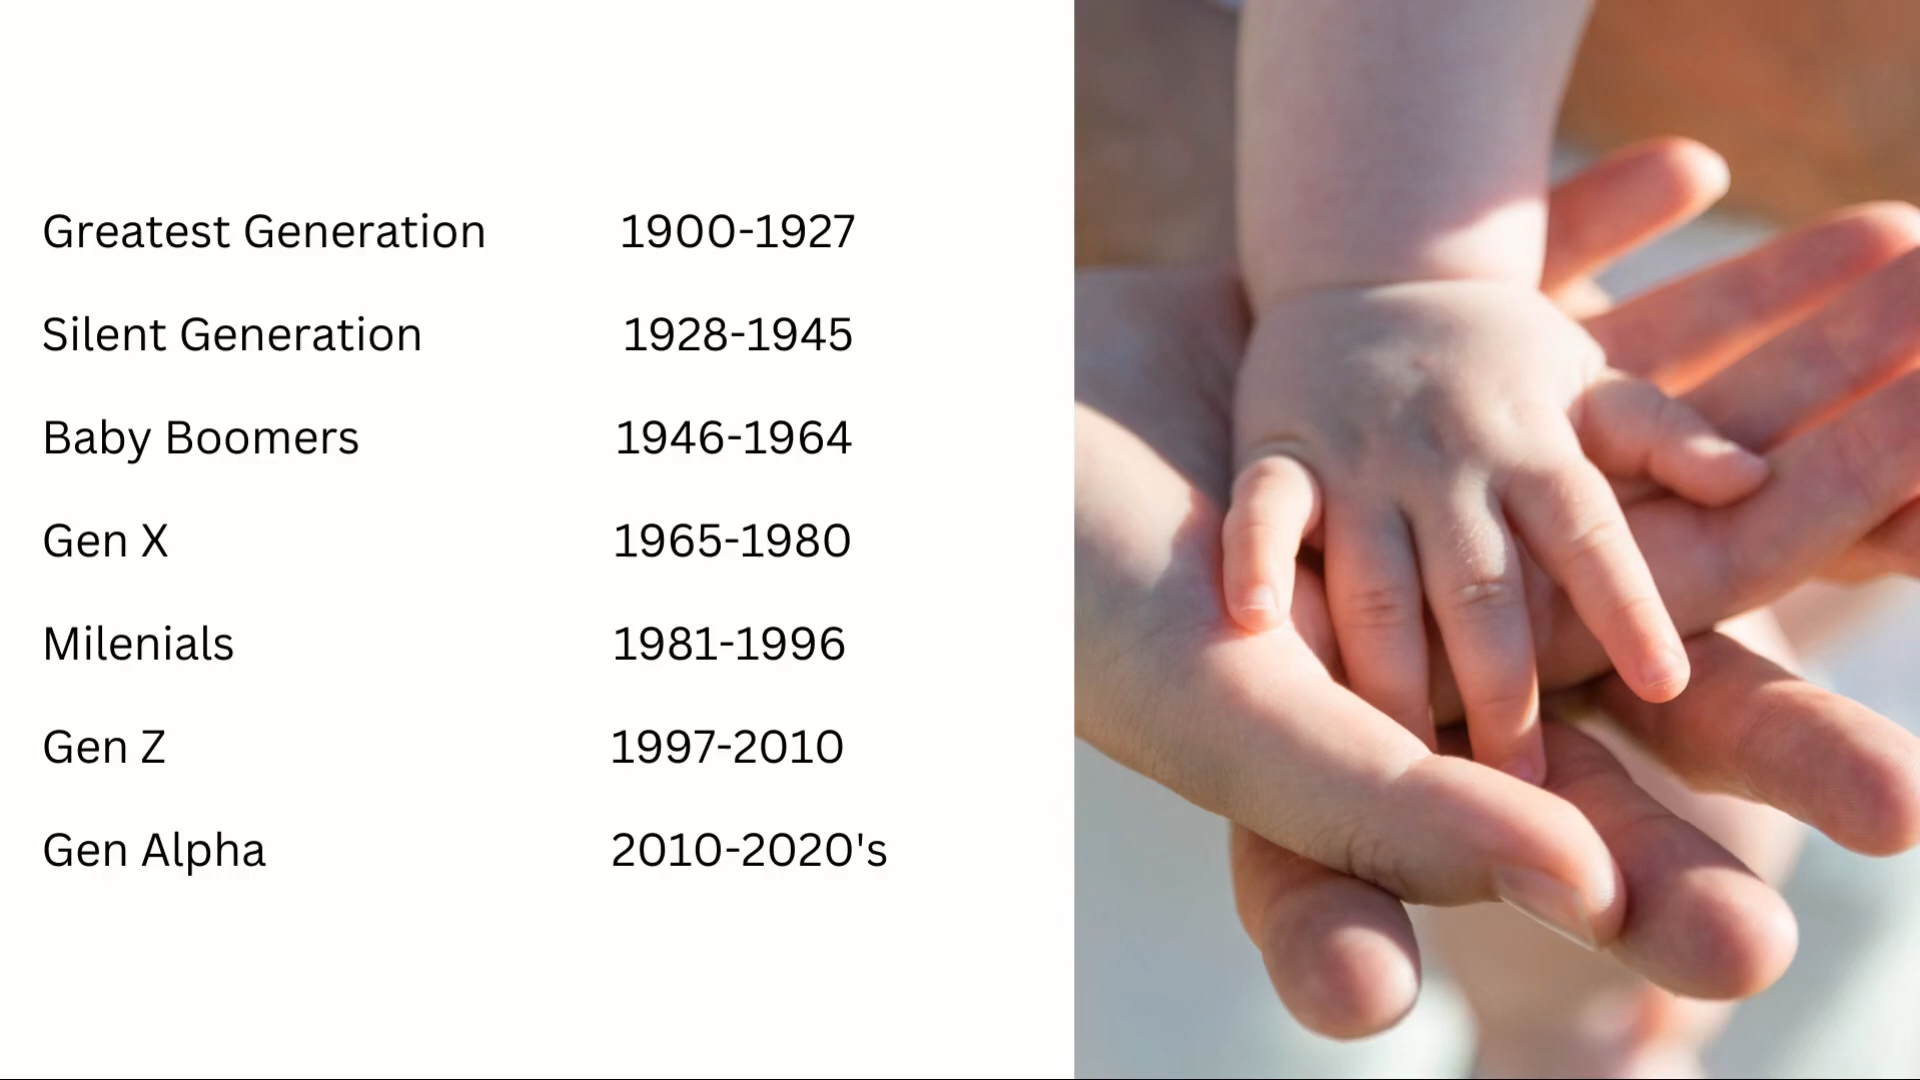 Greatest Generation 1900-1927
Silent Generation 1928-1945
Baby Boomers 1946-1964
Gen X 1965-1980
Milenials 1981-1996
Gen Z 1997-2010
Gen Alpha 2010-2020's